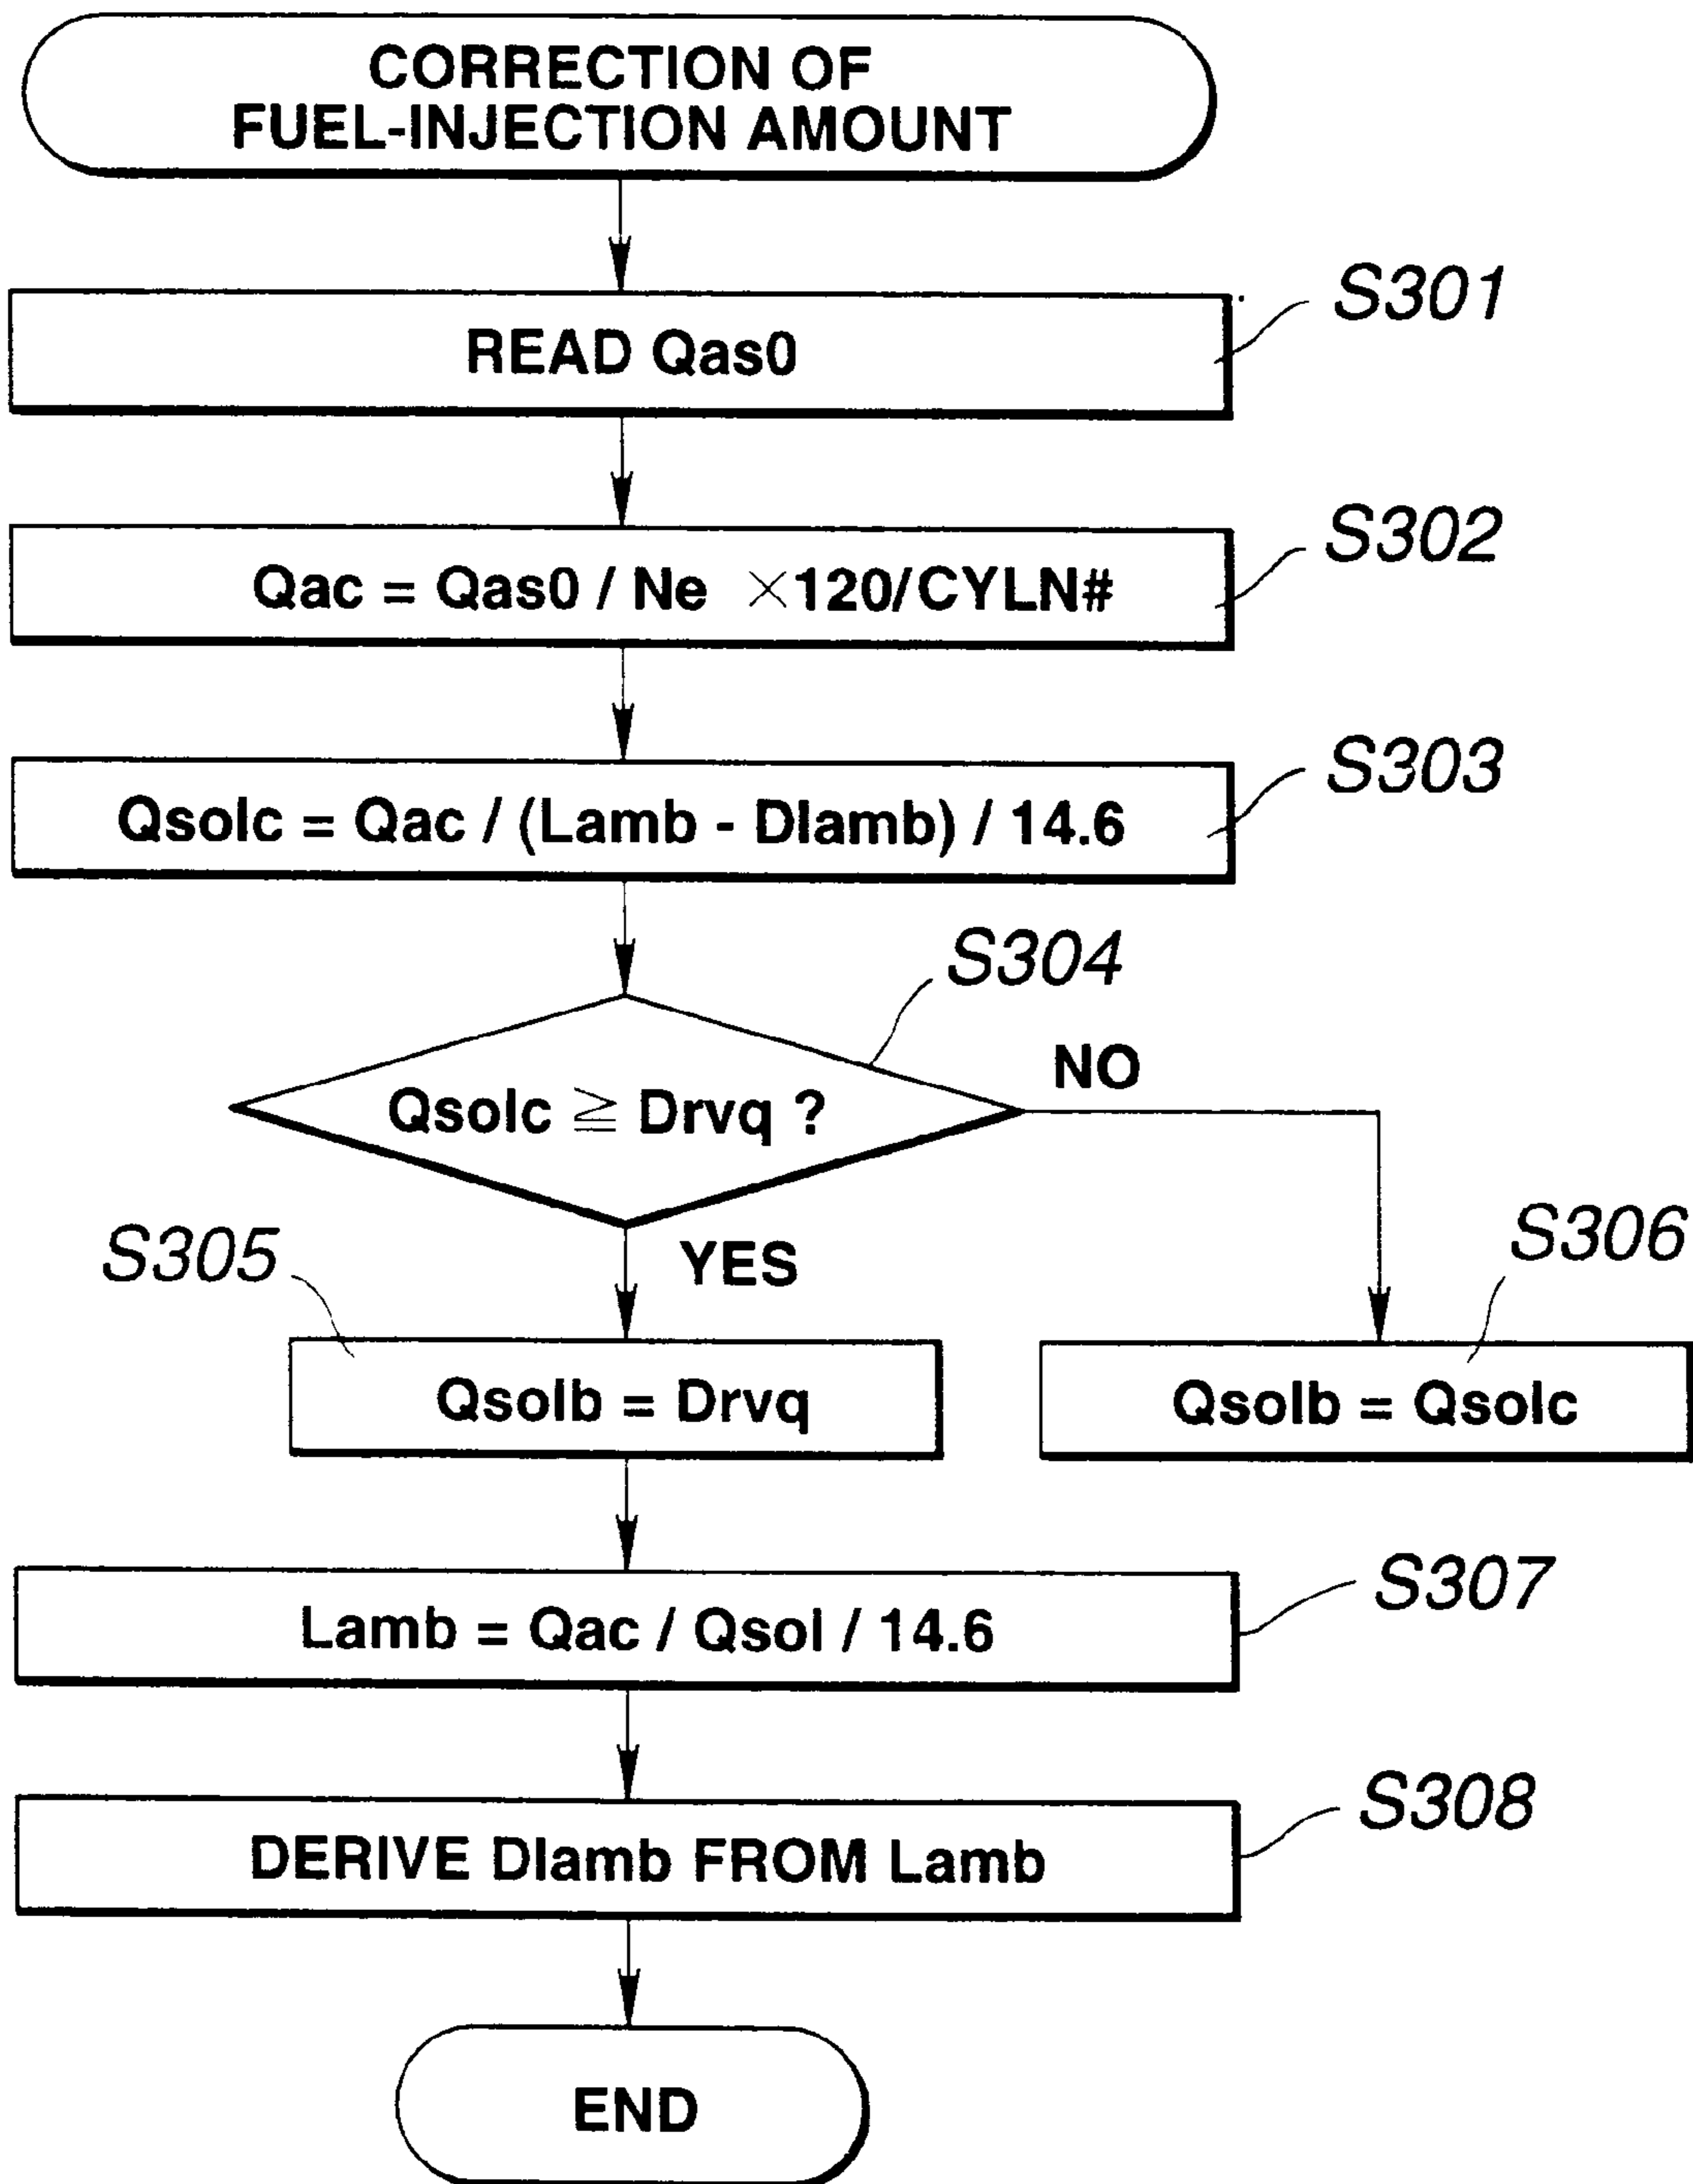 CORRECTION OF
FUEL-INJECTION AMOUNT
S301
READ Qas0
S302
Qac = Qas0 / Ne ×120/CYLN#
S303
Qsolc = Qac / (Lamb - Dlamb) / 14.6
S304
Qsolc ≧ Drvq ?
NO
YES
S305
Qsolb = Drvq
S306
Qsolb = Qsolc
S307
Lamb = Qac / Qsol / 14.6
S308
DERIVE Dlamb FROM Lamb
END